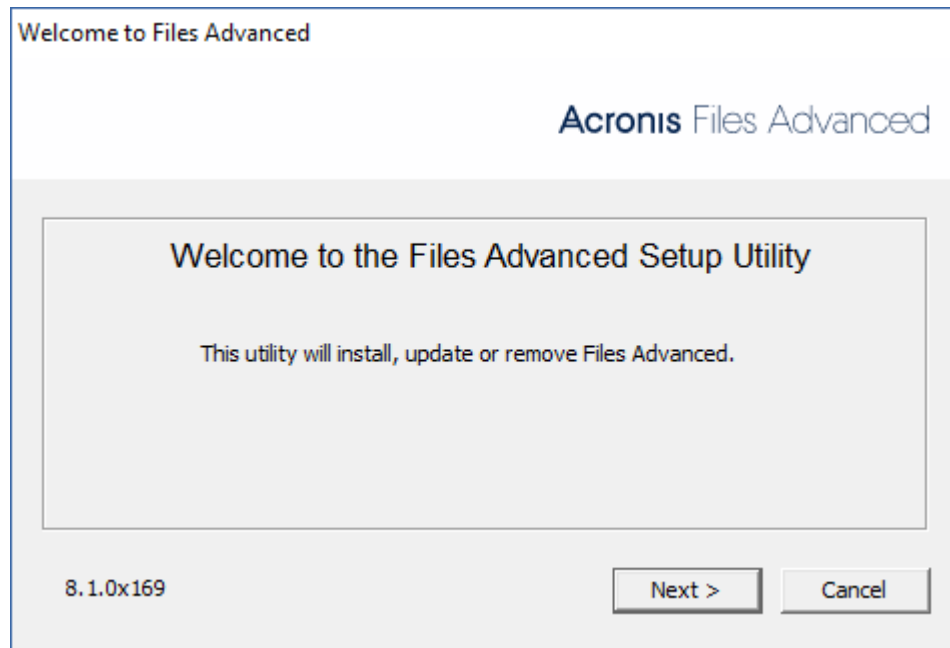 Welcome to Files Advanced
Acronis Files Advanced
Welcome to the Files Advanced Setup Utility
This utility will install, update or remove Files Advanced.
8.1.0x169
Next >
Cancel